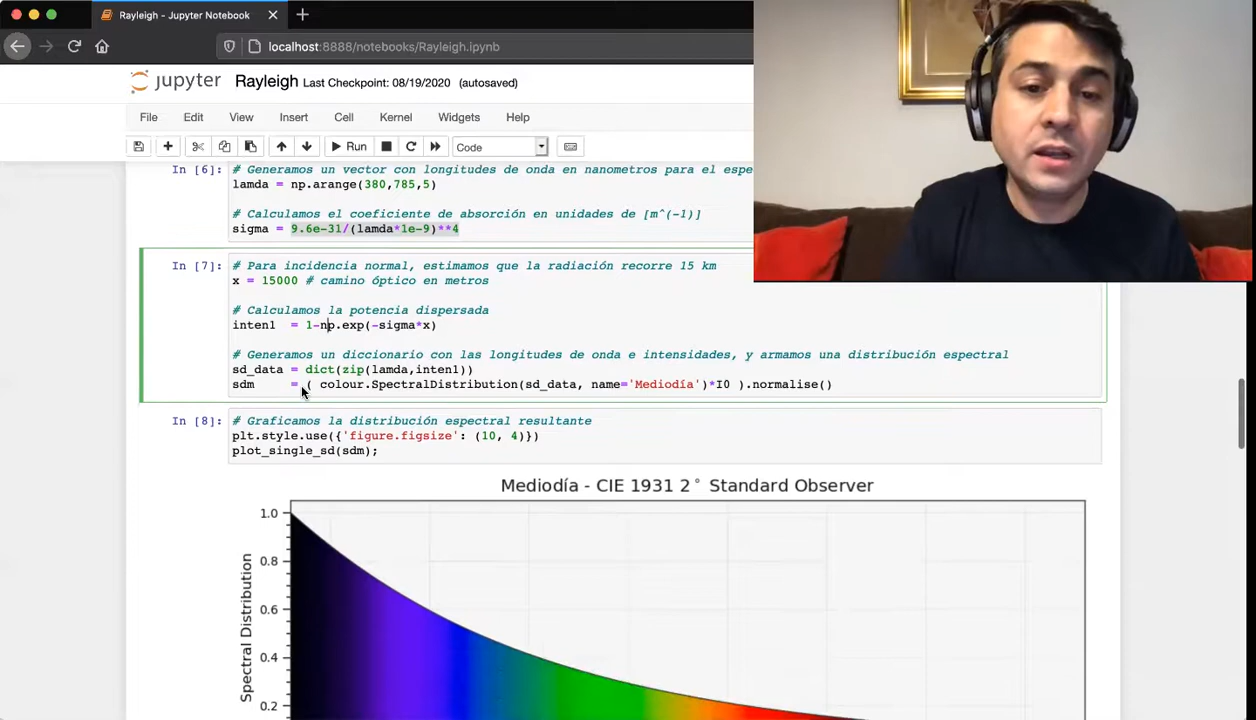 Rayleigh - Jupyter Notebook
localhost:8888/notebooks/Rayleigh.ipynb
jupyter Rayleigh Last Checkpoint: 08/19/2020 (autosaved)
File Edit View Insert Cell Kernel Widgets Help
Run Code
In [6]: # Generamos un vector con longitudes de onda en nanometros para el espe
lamda = np.arange(380,785,5)
# Calculamos el coeficiente de absorción en unidades de [m^(-1)]
sigma = 9.6e-31/(lamda*1e-9)**4
In [7]: # Para incidencia normal, estimamos que la radiación recorre 15 km
x = 15000 # camino óptico en metros
# Calculamos la potencia dispersada
inten1 = 1-np.exp(-sigma*x)
# Generamos un diccionario con las longitudes de onda e intensidades, y armamos una distribución espectral
sd_data = dict(zip(lamda,inten1))
sdm = ( colour.SpectralDistribution(sd_data, name='Mediodía')*I0 ).normalise()
In [8]: # Graficamos la distribución espectral resultante
plt.style.use({'figure.figsize': (10, 4)})
plot_single_sd(sdm);
Mediodía - CIE 1931 2° Standard Observer
1.0
0.8
0.6
0.4
0.2
Spectral Distribution